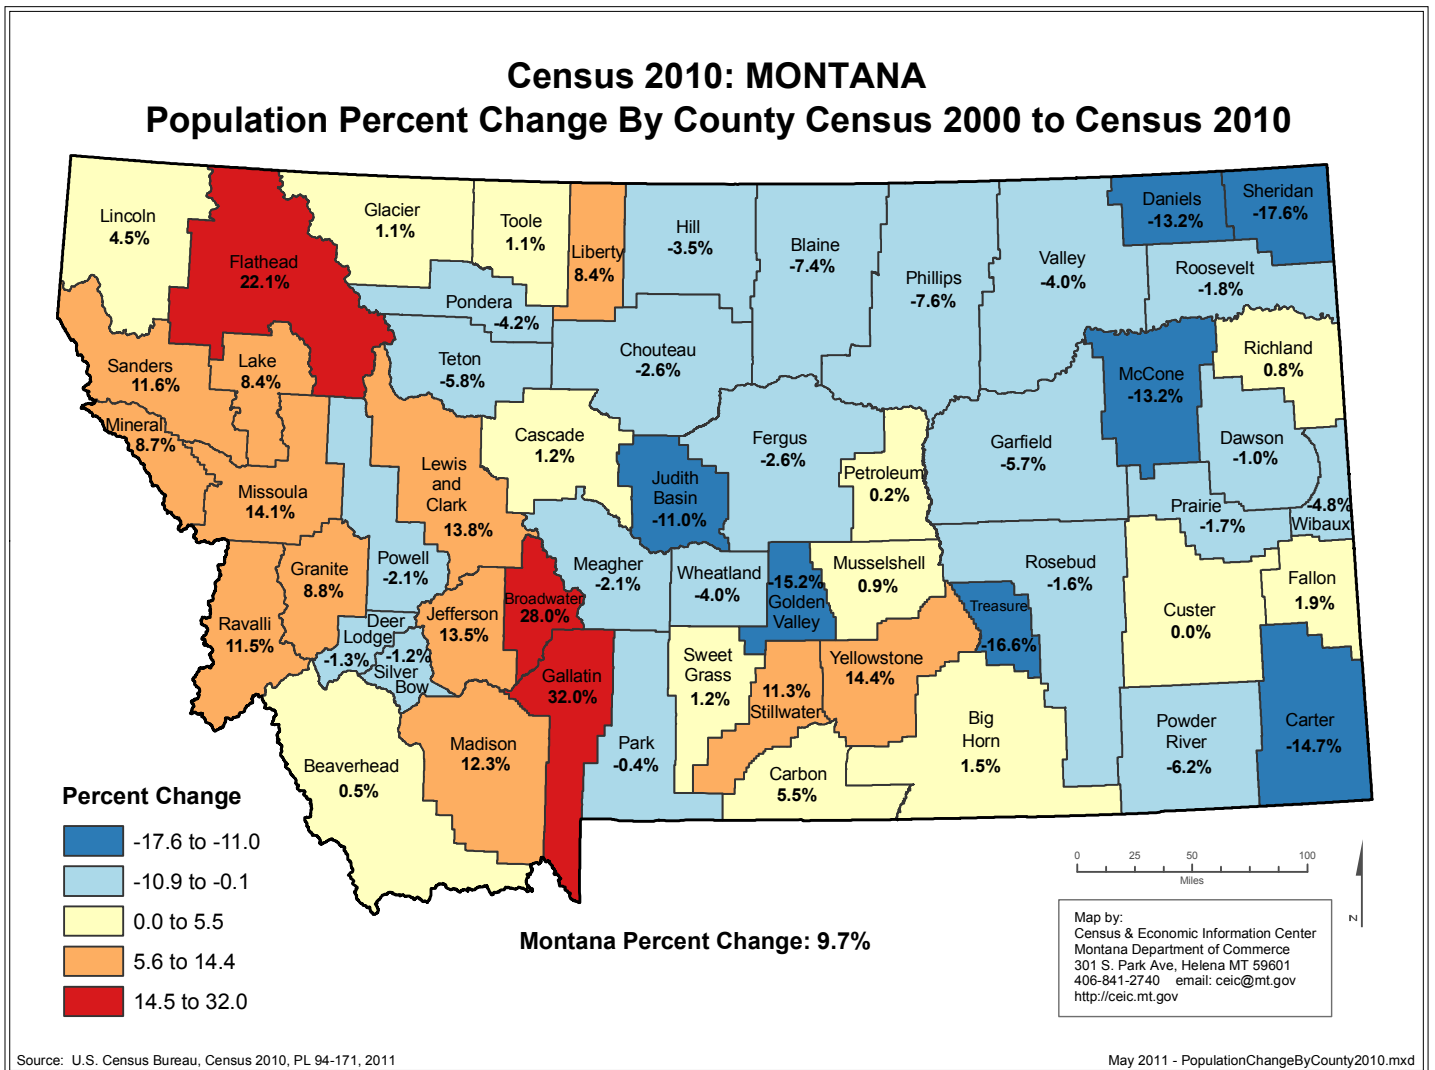 Census 2010: MONTANA
Population Percent Change By County Census 2000 to Census 2010
Lincoln
4.5%
Flathead
22.1%
Glacier
1.1%
Toole
1.1%
Liberty
8.4%
Hill
-3.5%
Blaine
-7.4%
Phillips
-7.6%
Valley
-4.0%
Daniels
-13.2%
Sheridan
-17.6%
Roosevelt
-1.8%
Pondera
-4.2%
Teton
-5.8%
Chouteau
-2.6%
Sanders
11.6%
Lake
8.4%
Mineral
8.7%
Missoula
14.1%
Lewis
and
Clark
13.8%
Cascade
1.2%
Judith
Basin
-11.0%
Fergus
-2.6%
Petroleum
0.2%
Garfield
-5.7%
McCone
-13.2%
Richland
0.8%
Dawson
-1.0%
Prairie
-1.7%
-4.8%
Wibaux
Powell
-2.1%
Granite
8.8%
Ravalli
11.5%
Deer
Lodge
-1.3%
-1.2%
Silver
Bow
Jefferson
13.5%
Broadwater
28.0%
Meagher
-2.1%
Wheatland
-4.0%
-15.2%
Golden
Valley
Musselshell
0.9%
Rosebud
-1.6%
Treasure
-16.6%
Custer
0.0%
Fallon
1.9%
Gallatin
32.0%
Sweet
Grass
1.2%
11.3%
Stillwater
Yellowstone
14.4%
Beaverhead
0.5%
Madison
12.3%
Park
-0.4%
Carbon
5.5%
Big
Horn
1.5%
Powder
River
-6.2%
Carter
-14.7%
Percent Change
-17.6 to -11.0
-10.9 to -0.1
0.0 to 5.5
5.6 to 14.4
14.5 to 32.0
Montana Percent Change: 9.7%
0 25 50 100
Miles
N
Map by:
Census & Economic Information Center
Montana Department of Commerce
301 S. Park Ave, Helena MT 59601
406-841-2740 email: ceic@mt.gov
http://ceic.mt.gov
Source: U.S. Census Bureau, Census 2010, PL 94-171, 2011
May 2011 - PopulationChangeByCounty2010.mxd